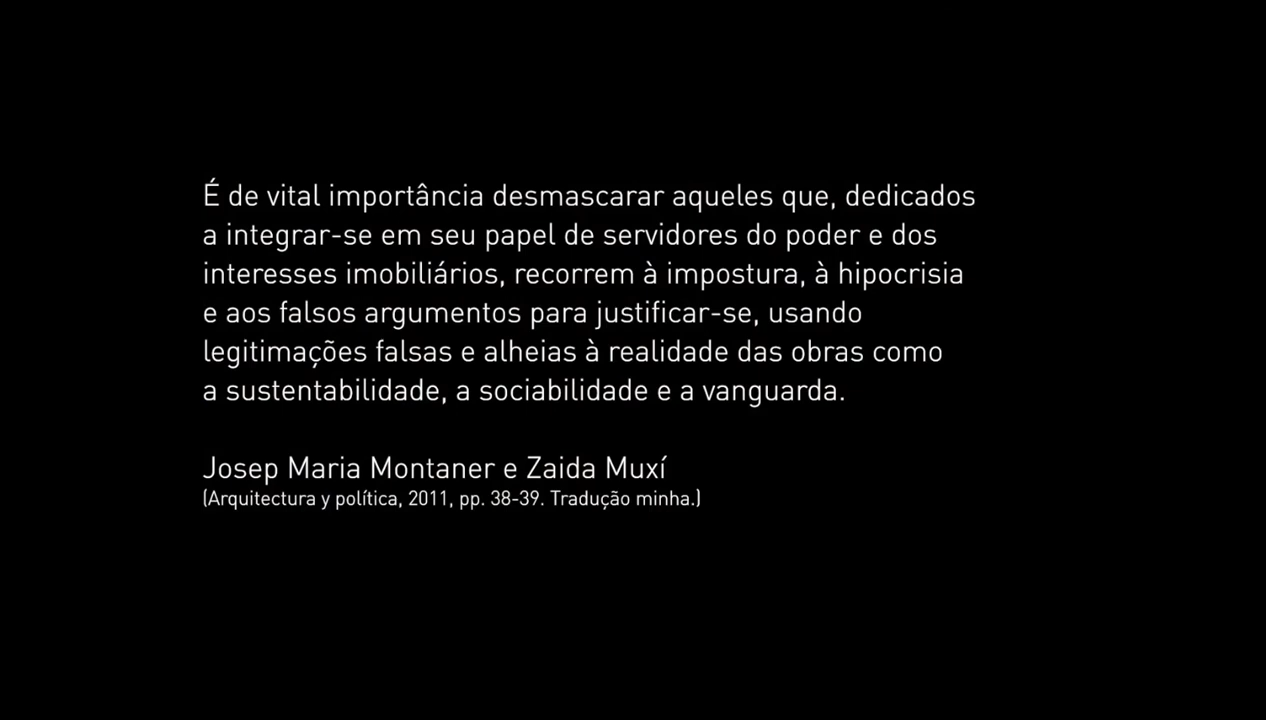 É de vital importância desmascarar aqueles que, dedicados
a integrar-se em seu papel de servidores do poder e dos
interesses imobiliários, recorrem à impostura, à hipocrisia
e aos falsos argumentos para justificar-se, usando
legitimações falsas e alheias à realidade das obras como
a sustentabilidade, a sociabilidade e a vanguarda.
Josep Maria Montaner e Zaida Muxí
(Arquitectura y política, 2011, pp. 38-39. Tradução minha.)